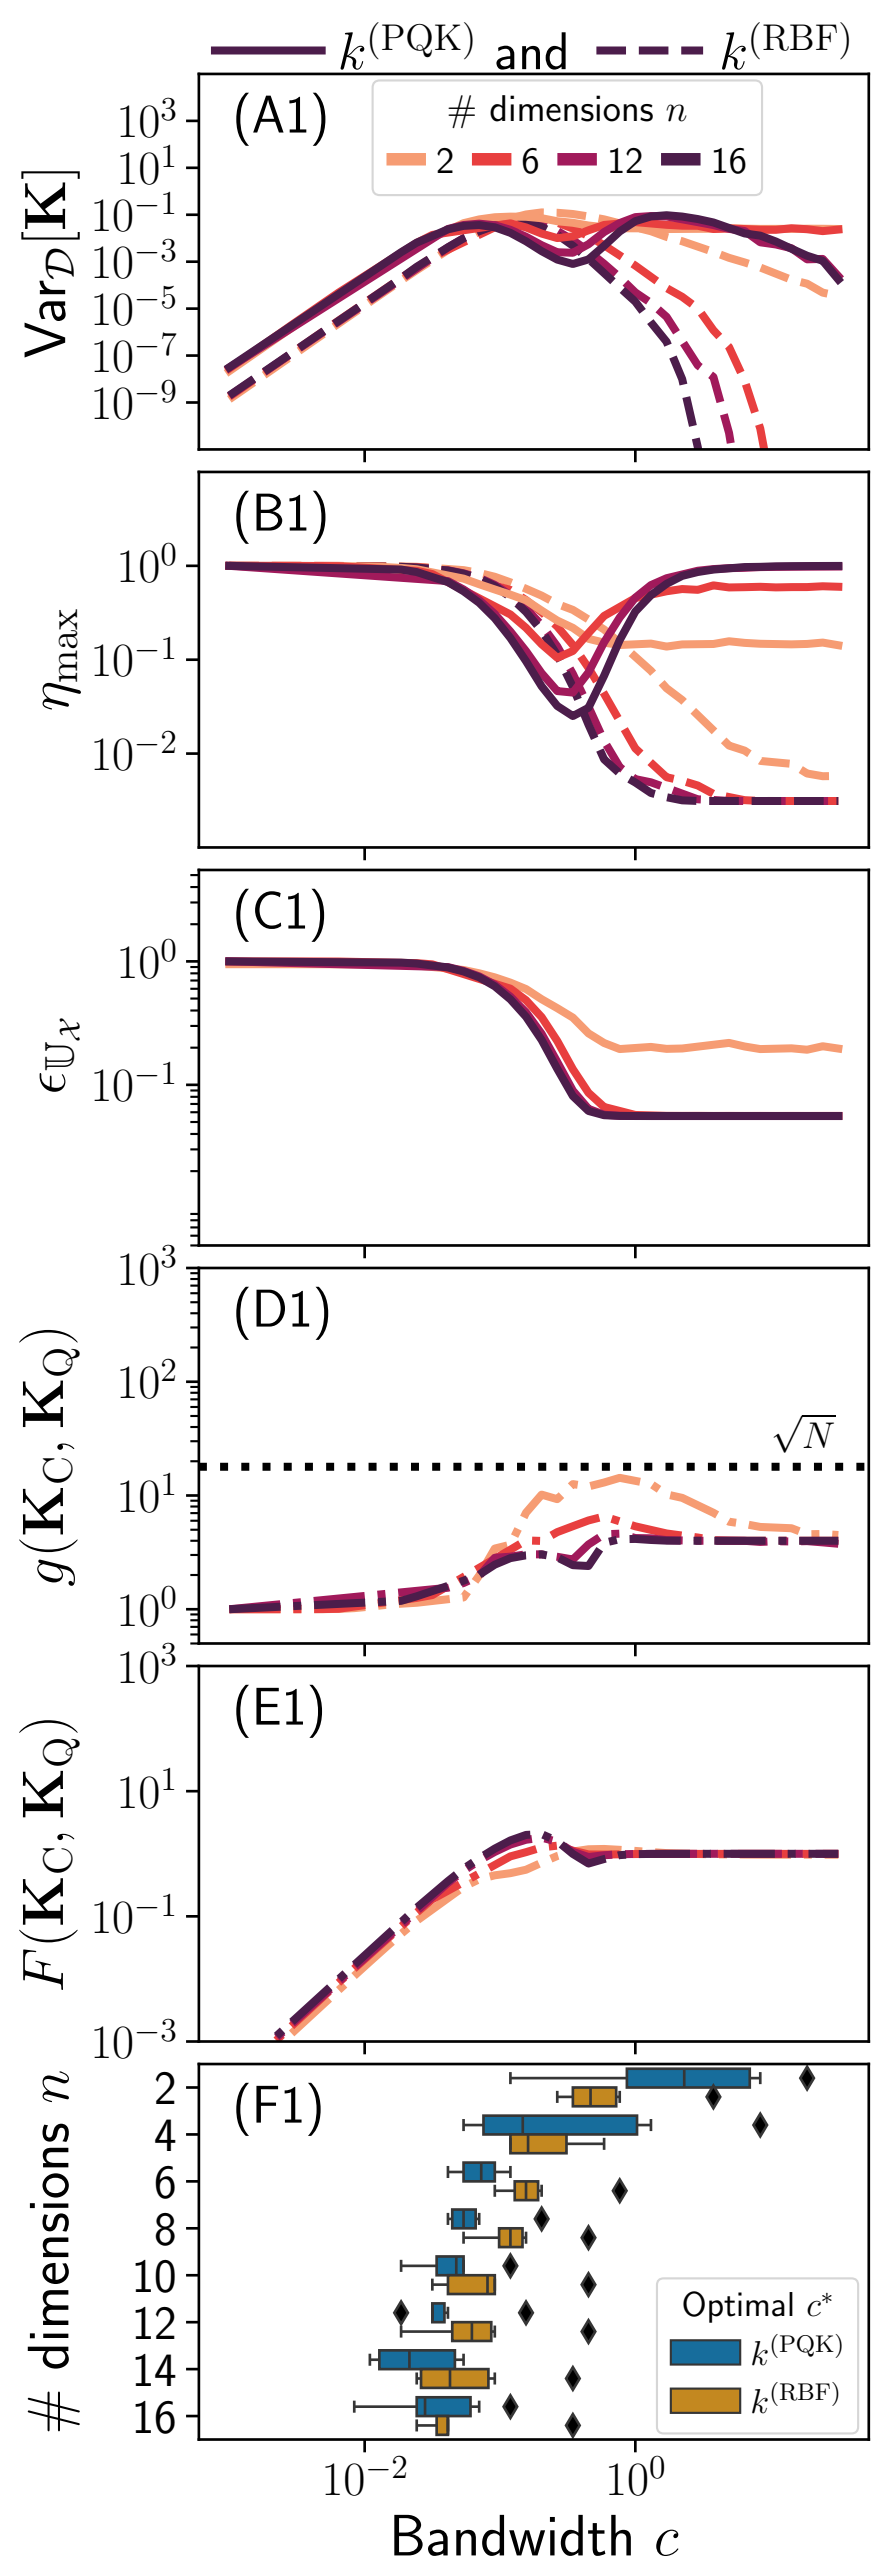 k^(PQK) and k^(RBF)
(A1)
# dimensions n
2 6 12 16
Var_𝒟[K]
10^3
10^1
10^−1
10^−3
10^−5
10^−7
10^−9
(B1)
η_max
10^0
10^−1
10^−2
(C1)
ϵ_𝕌_𝒳
10^0
10^−1
(D1)
g(K_C, K_Q)
10^3
10^2
10^1
10^0
√N
(E1)
F(K_C, K_Q)
10^3
10^1
10^−1
10^−3
(F1)
# dimensions n
2
4
6
8
10
12
14
16
Optimal c*
k^(PQK)
k^(RBF)
10^−2 10^0
Bandwidth c